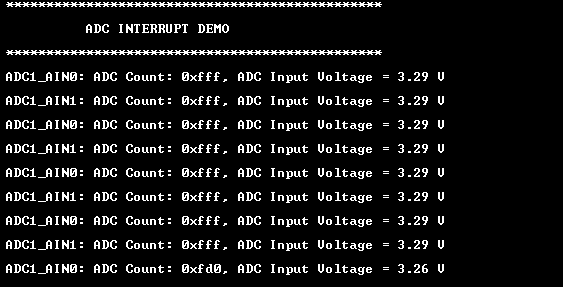 ***********************************************
ADC INTERRUPT DEMO
***********************************************
ADC1_AIN0: ADC Count: 0xfff, ADC Input Voltage = 3.29 V
ADC1_AIN1: ADC Count: 0xfff, ADC Input Voltage = 3.29 V
ADC1_AIN0: ADC Count: 0xfff, ADC Input Voltage = 3.29 V
ADC1_AIN1: ADC Count: 0xfff, ADC Input Voltage = 3.29 V
ADC1_AIN0: ADC Count: 0xfff, ADC Input Voltage = 3.29 V
ADC1_AIN1: ADC Count: 0xfff, ADC Input Voltage = 3.29 V
ADC1_AIN0: ADC Count: 0xfff, ADC Input Voltage = 3.29 V
ADC1_AIN1: ADC Count: 0xfff, ADC Input Voltage = 3.29 V
ADC1_AIN0: ADC Count: 0xfd0, ADC Input Voltage = 3.26 V